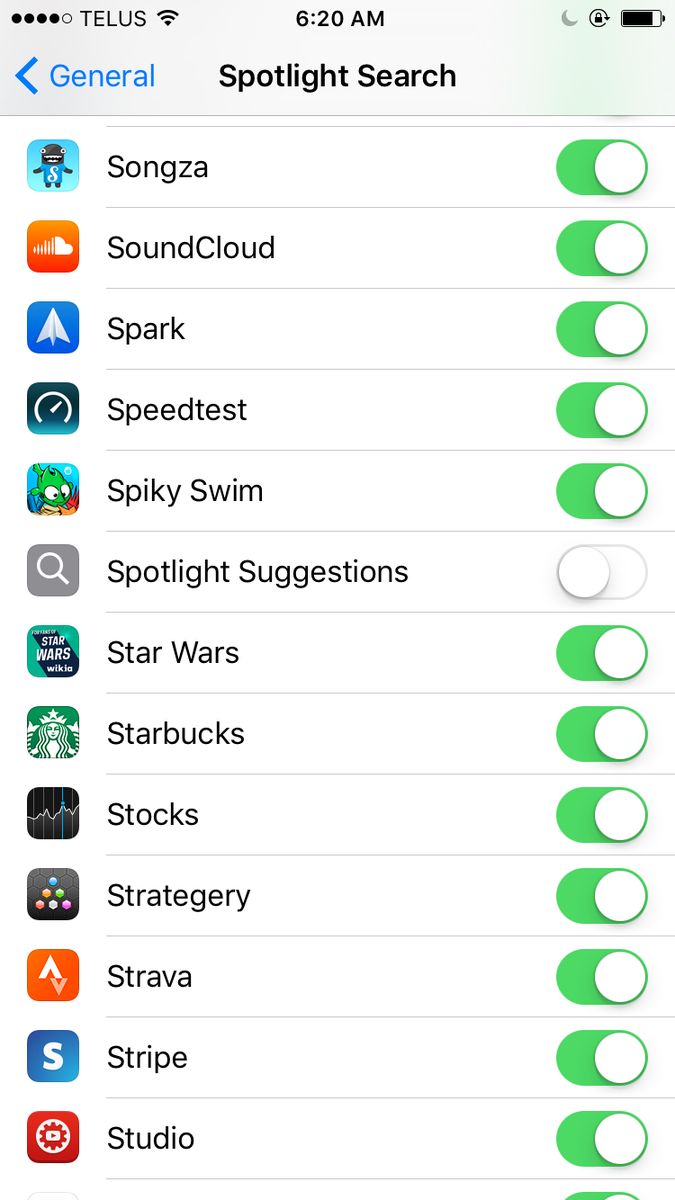 TELUS 6:20 AM
General Spotlight Search
Songza
SoundCloud
Spark
Speedtest
Spiky Swim
Spotlight Suggestions
FOR FANS OF
STAR
WARS
wikia
Star Wars
Starbucks
Stocks
Strategery
Strava
S Stripe
Studio